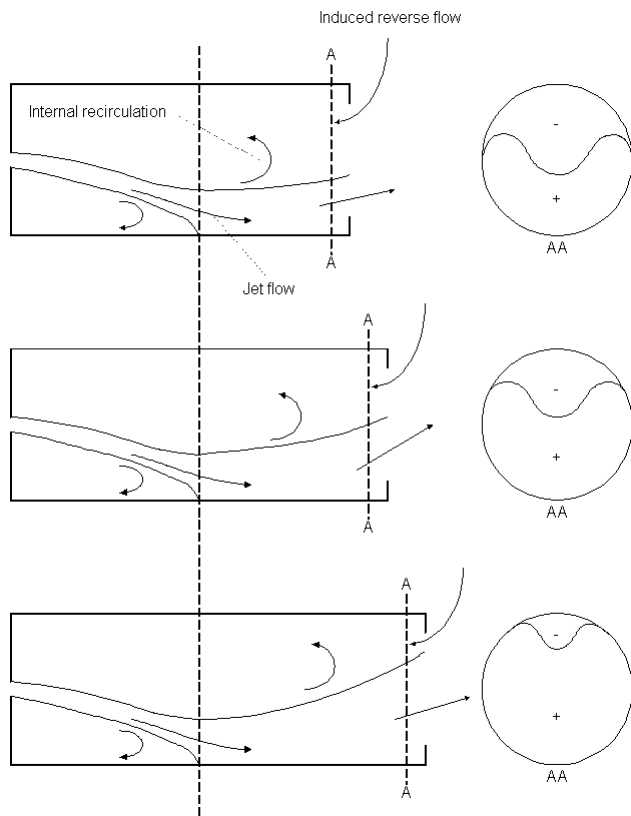 Induced reverse flow
A
Internal recirculation
-
+
A
AA
Jet flow
A
-
+
A
AA
A
-
+
A
AA